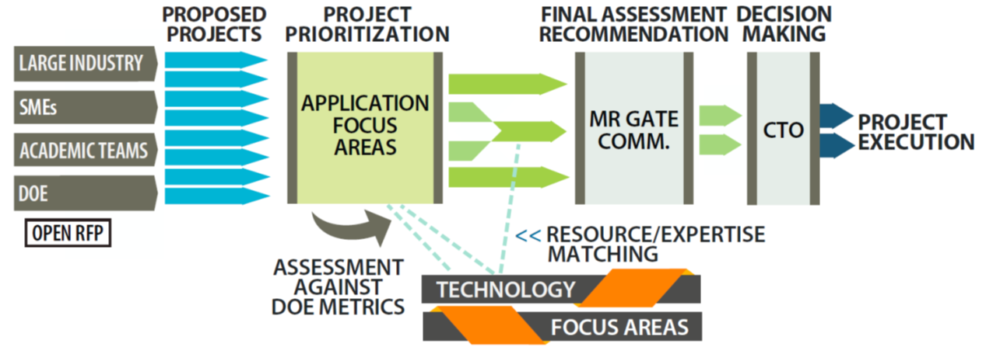 PROPOSED
PROJECTS
PROJECT
PRIORITIZATION
FINAL ASSESSMENT
RECOMMENDATION
DECISION
MAKING
LARGE INDUSTRY
SMEs
ACADEMIC TEAMS
DOE
OPEN RFP
APPLICATION
FOCUS
AREAS
MR GATE
COMM.
CTO
PROJECT
EXECUTION
ASSESSMENT
AGAINST
DOE METRICS
<< RESOURCE/EXPERTISE
MATCHING
TECHNOLOGY
FOCUS AREAS